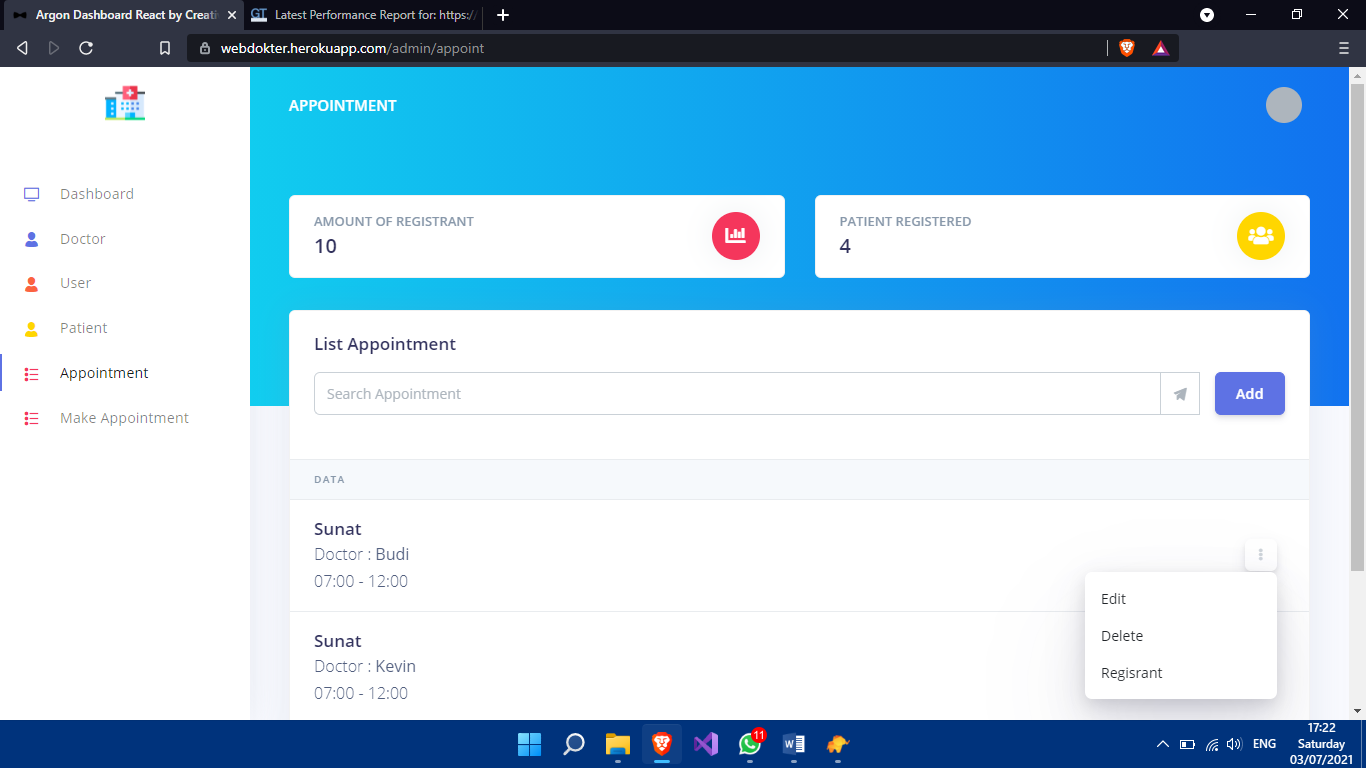 Argon Dashboard React by Creati
GT
Latest Performance Report for: https:/
webdokter.herokuapp.com/admin/appoint
APPOINTMENT
Dashboard
Doctor
User
Patient
Appointment
Make Appointment
AMOUNT OF REGISTRANT
10
PATIENT REGISTERED
4
List Appointment
Search Appointment
Add
DATA
Sunat
Doctor : Budi
07:00 - 12:00
Edit
Delete
Regisrant
Sunat
Doctor : Kevin
07:00 - 12:00
11
ENG
17:22
Saturday
03/07/2021